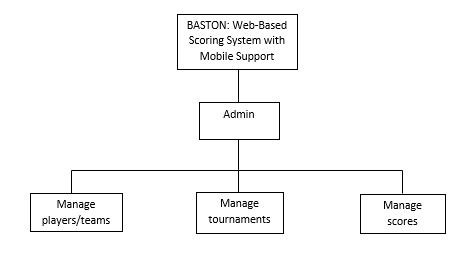 BASTON: Web-Based
Scoring System with
Mobile Support
Admin
Manage
players/teams
Manage
tournaments
Manage
scores